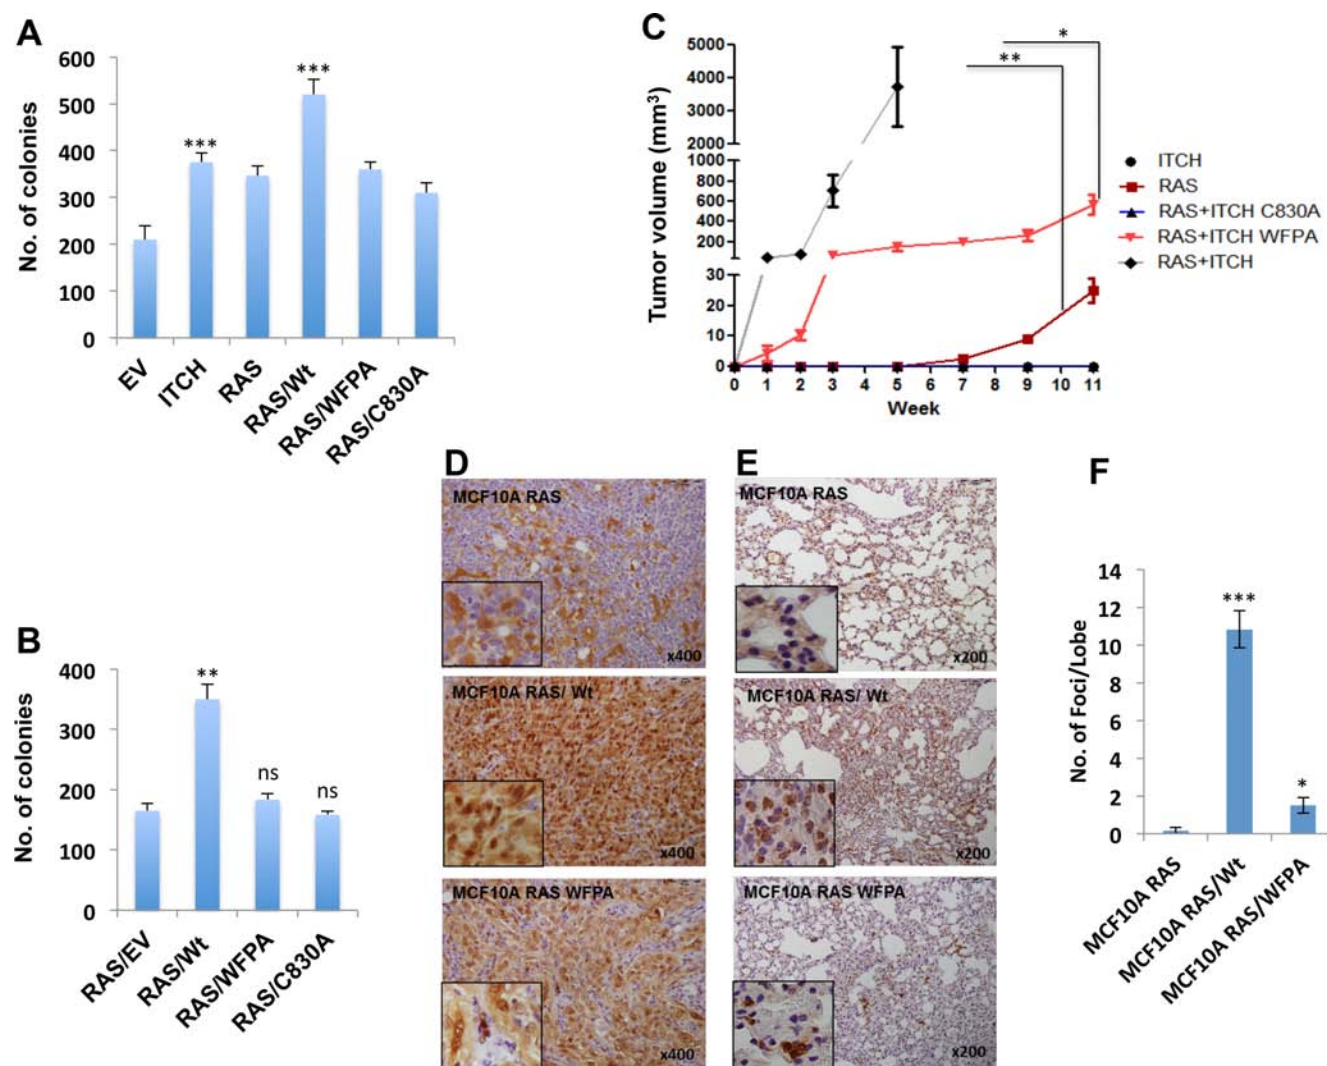 A
600
500
400
300
200
100
0
No. of colonies
***
***
EV
ITCH
RAS
RAS/Wt
RAS/WFPA
RAS/C830A
B
400
300
200
100
0
No. of colonies
**
ns
ns
RAS/EV
RAS/Wt
RAS/WFPA
RAS/C830A
C
Tumor volume (mm³)
5000
4000
3000
2000
1000
800
600
400
200
30
20
10
0
0 1 2 3 4 5 6 7 8 9 10 11
Week
*
**
ITCH
RAS
RAS+ITCH C830A
RAS+ITCH WFPA
RAS+ITCH
D
MCF10A RAS
x400
MCF10A RAS/ Wt
x400
MCF10A RAS WFPA
x400
E
MCF10A RAS
x200
MCF10A RAS/ Wt
x200
MCF10A RAS WFPA
x200
F
14
12
10
8
6
4
2
0
No. of Foci/Lobe
***
*
MCF10A RAS
MCF10A RAS/Wt
MCF10A RAS/WFPA